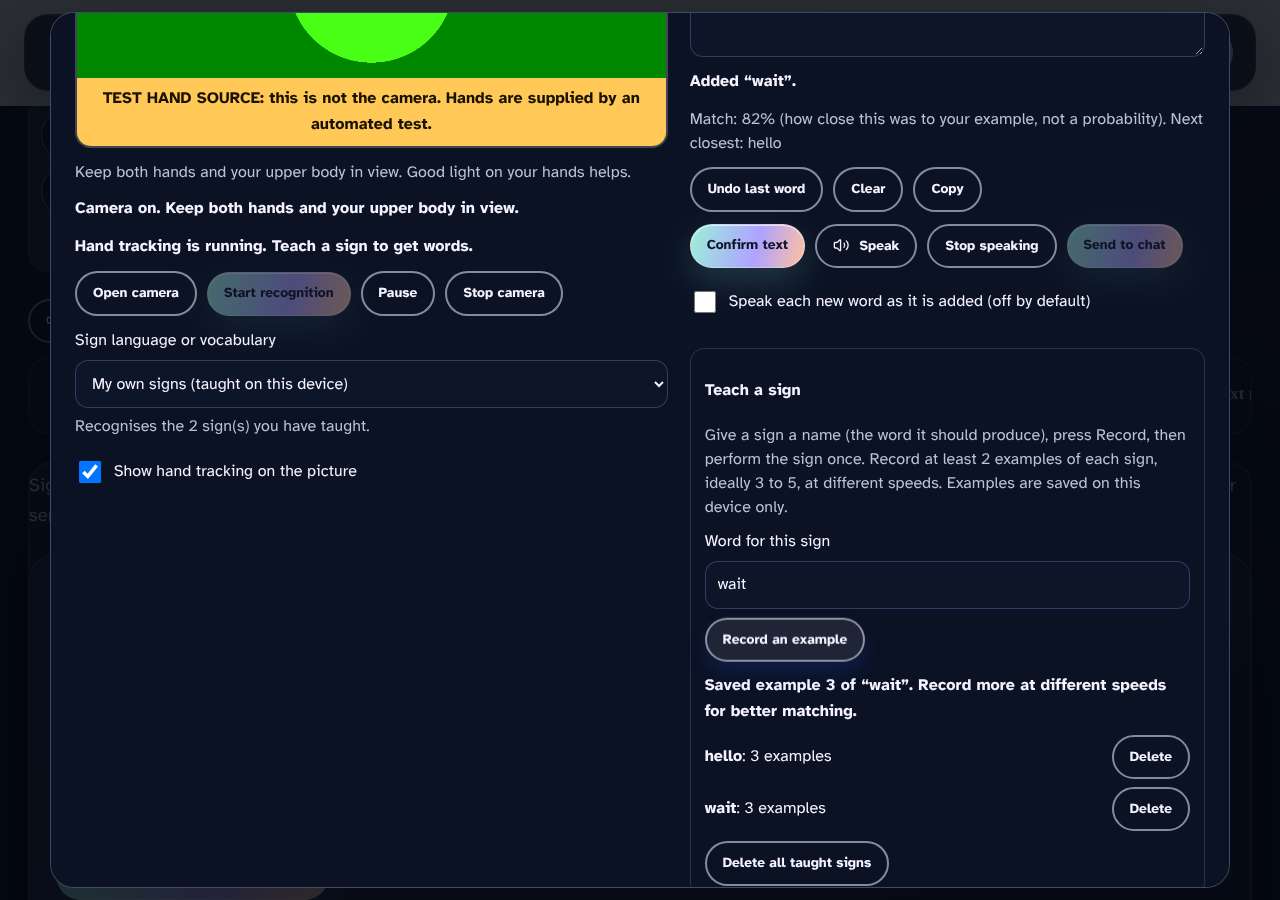 TEST HAND SOURCE: this is not the camera. Hands are supplied by an
automated test.
Keep both hands and your upper body in view. Good light on your hands helps.
Camera on. Keep both hands and your upper body in view.
Hand tracking is running. Teach a sign to get words.
Open camera
Start recognition
Pause
Stop camera
Sign language or vocabulary
My own signs (taught on this device)
Recognises the 2 sign(s) you have taught.
Show hand tracking on the picture
Added “wait”.
Match: 82% (how close this was to your example, not a probability). Next
closest: hello
Undo last word
Clear
Copy
Confirm text
Speak
Stop speaking
Send to chat
Speak each new word as it is added (off by default)
Teach a sign
Give a sign a name (the word it should produce), press Record, then
perform the sign once. Record at least 2 examples of each sign,
ideally 3 to 5, at different speeds. Examples are saved on this
device only.
Word for this sign
wait
Record an example
Saved example 3 of “wait”. Record more at different speeds
for better matching.
hello: 3 examples
Delete
wait: 3 examples
Delete
Delete all taught signs